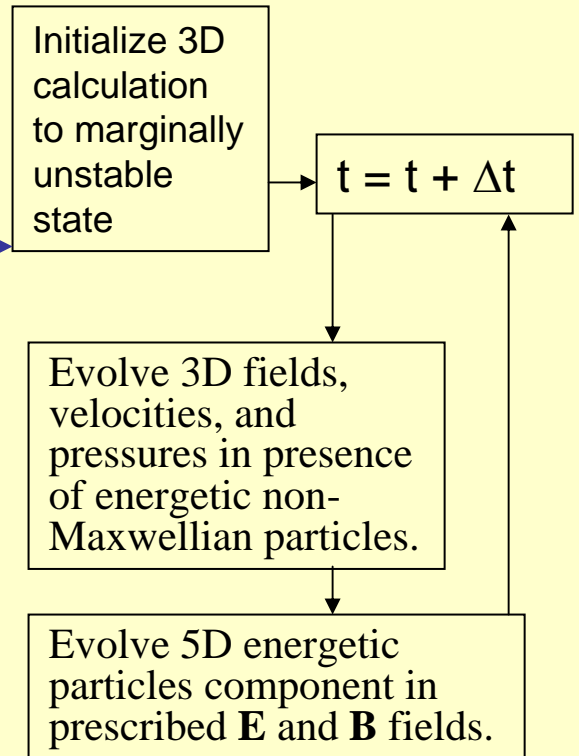 Initialize 3D
calculation
to marginally
unstable
state
t = t + Δt
Evolve 3D fields,
velocities, and
pressures in presence
of energetic non-
Maxwellian particles.
Evolve 5D energetic
particles component in
prescribed E and B fields.